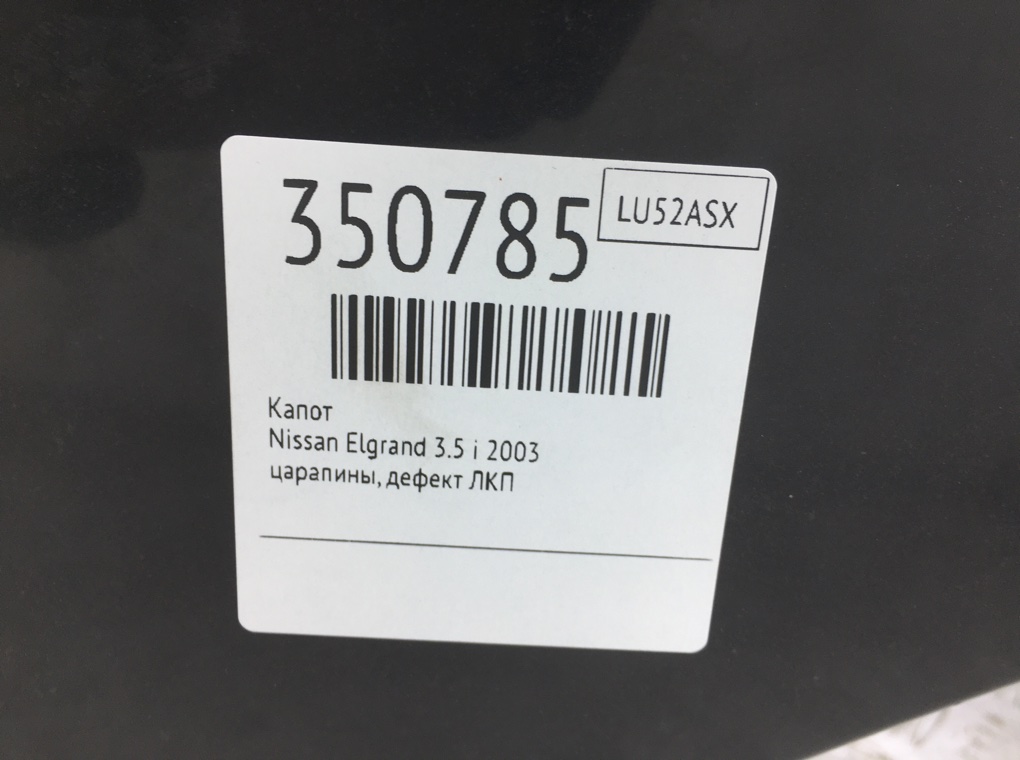 350785
LU52ASX
Капот
Nissan Elgrand 3.5 i 2003
царапины, дефект ЛКП